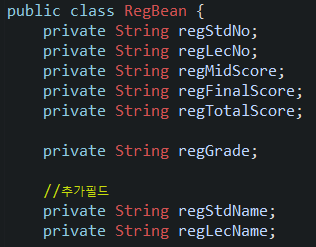 public class RegBean {
private String regStdNo;
private String regLecNo;
private String regMidScore;
private String regFinalScore;
private String regTotalScore;
private String regGrade;
//추가필드
private String regStdName;
private String regLecName;